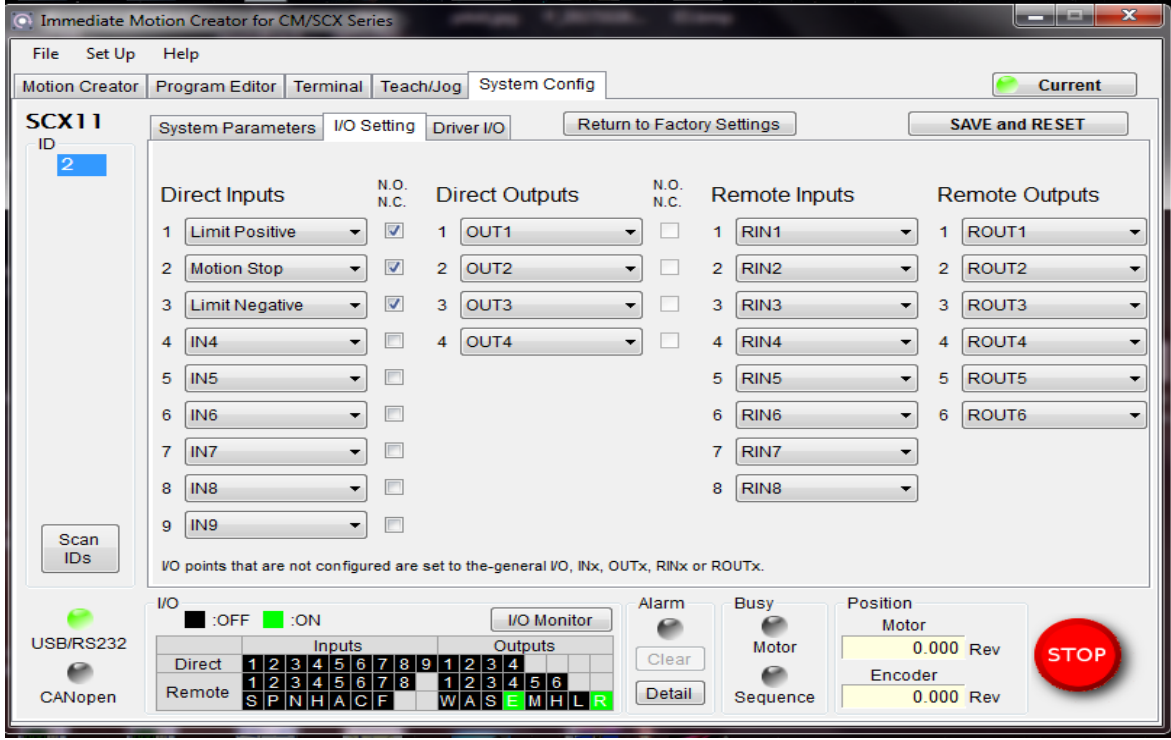 Immediate Motion Creator for CM/SCX Series
File Set Up Help
Motion Creator Program Editor Terminal Teach/Jog System Config Current
SCX11 System Parameters I/O Setting Driver I/O Return to Factory Settings SAVE and RESET
ID
2
Direct Inputs N.O. N.C. Direct Outputs N.O. N.C. Remote Inputs Remote Outputs
1 Limit Positive 1 OUT1 1 RIN1 1 ROUT1
2 Motion Stop 2 OUT2 2 RIN2 2 ROUT2
3 Limit Negative 3 OUT3 3 RIN3 3 ROUT3
4 IN4 4 OUT4 4 RIN4 4 ROUT4
5 IN5 5 RIN5 5 ROUT5
6 IN6 6 RIN6 6 ROUT6
7 IN7 7 RIN7
8 IN8 8 RIN8
9 IN9
Scan IDs
I/O points that are not configured are set to the-general I/O, INx, OUTx, RINx or ROUTx.
I/O Alarm Busy Position
:OFF :ON I/O Monitor Motor
USB/RS232 Inputs Outputs Motor 0.000 Rev
Direct 1 2 3 4 5 6 7 8 9 1 2 3 4 Clear STOP
Remote 1 2 3 4 5 6 7 8 1 2 3 4 5 6 Encoder
CANopen S P N H A C F W A S E M H L R Detail Sequence 0.000 Rev